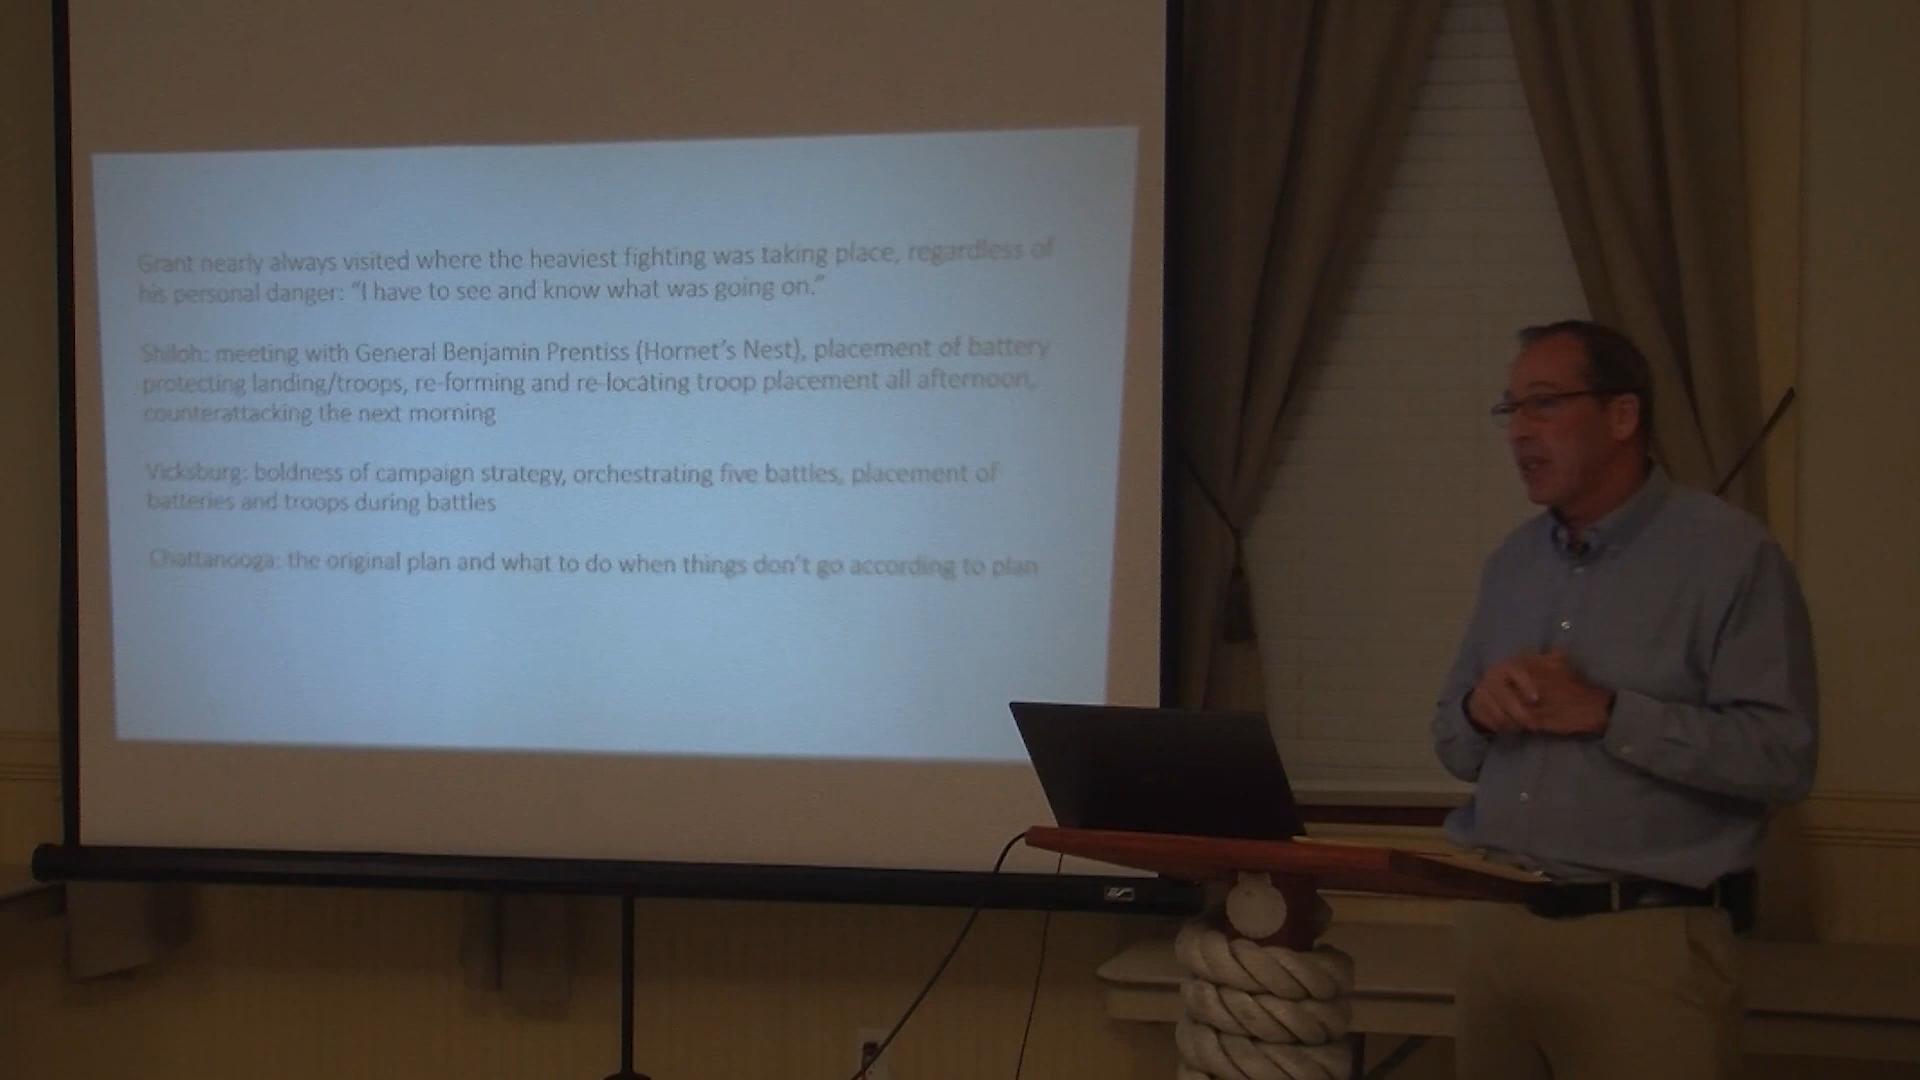 Grant nearly always visited where the heaviest fighting was taking place, regardless of
his personal danger: “I have to see and know what was going on.”
Shiloh: meeting with General Benjamin Prentiss (Hornet’s Nest), placement of battery
protecting landing/troops, re-forming and re-locating troop placement all afternoon,
counterattacking the next morning
Vicksburg: boldness of campaign strategy, orchestrating five battles, placement of
batteries and troops during battles
Chattanooga: the original plan and what to do when things don’t go according to plan